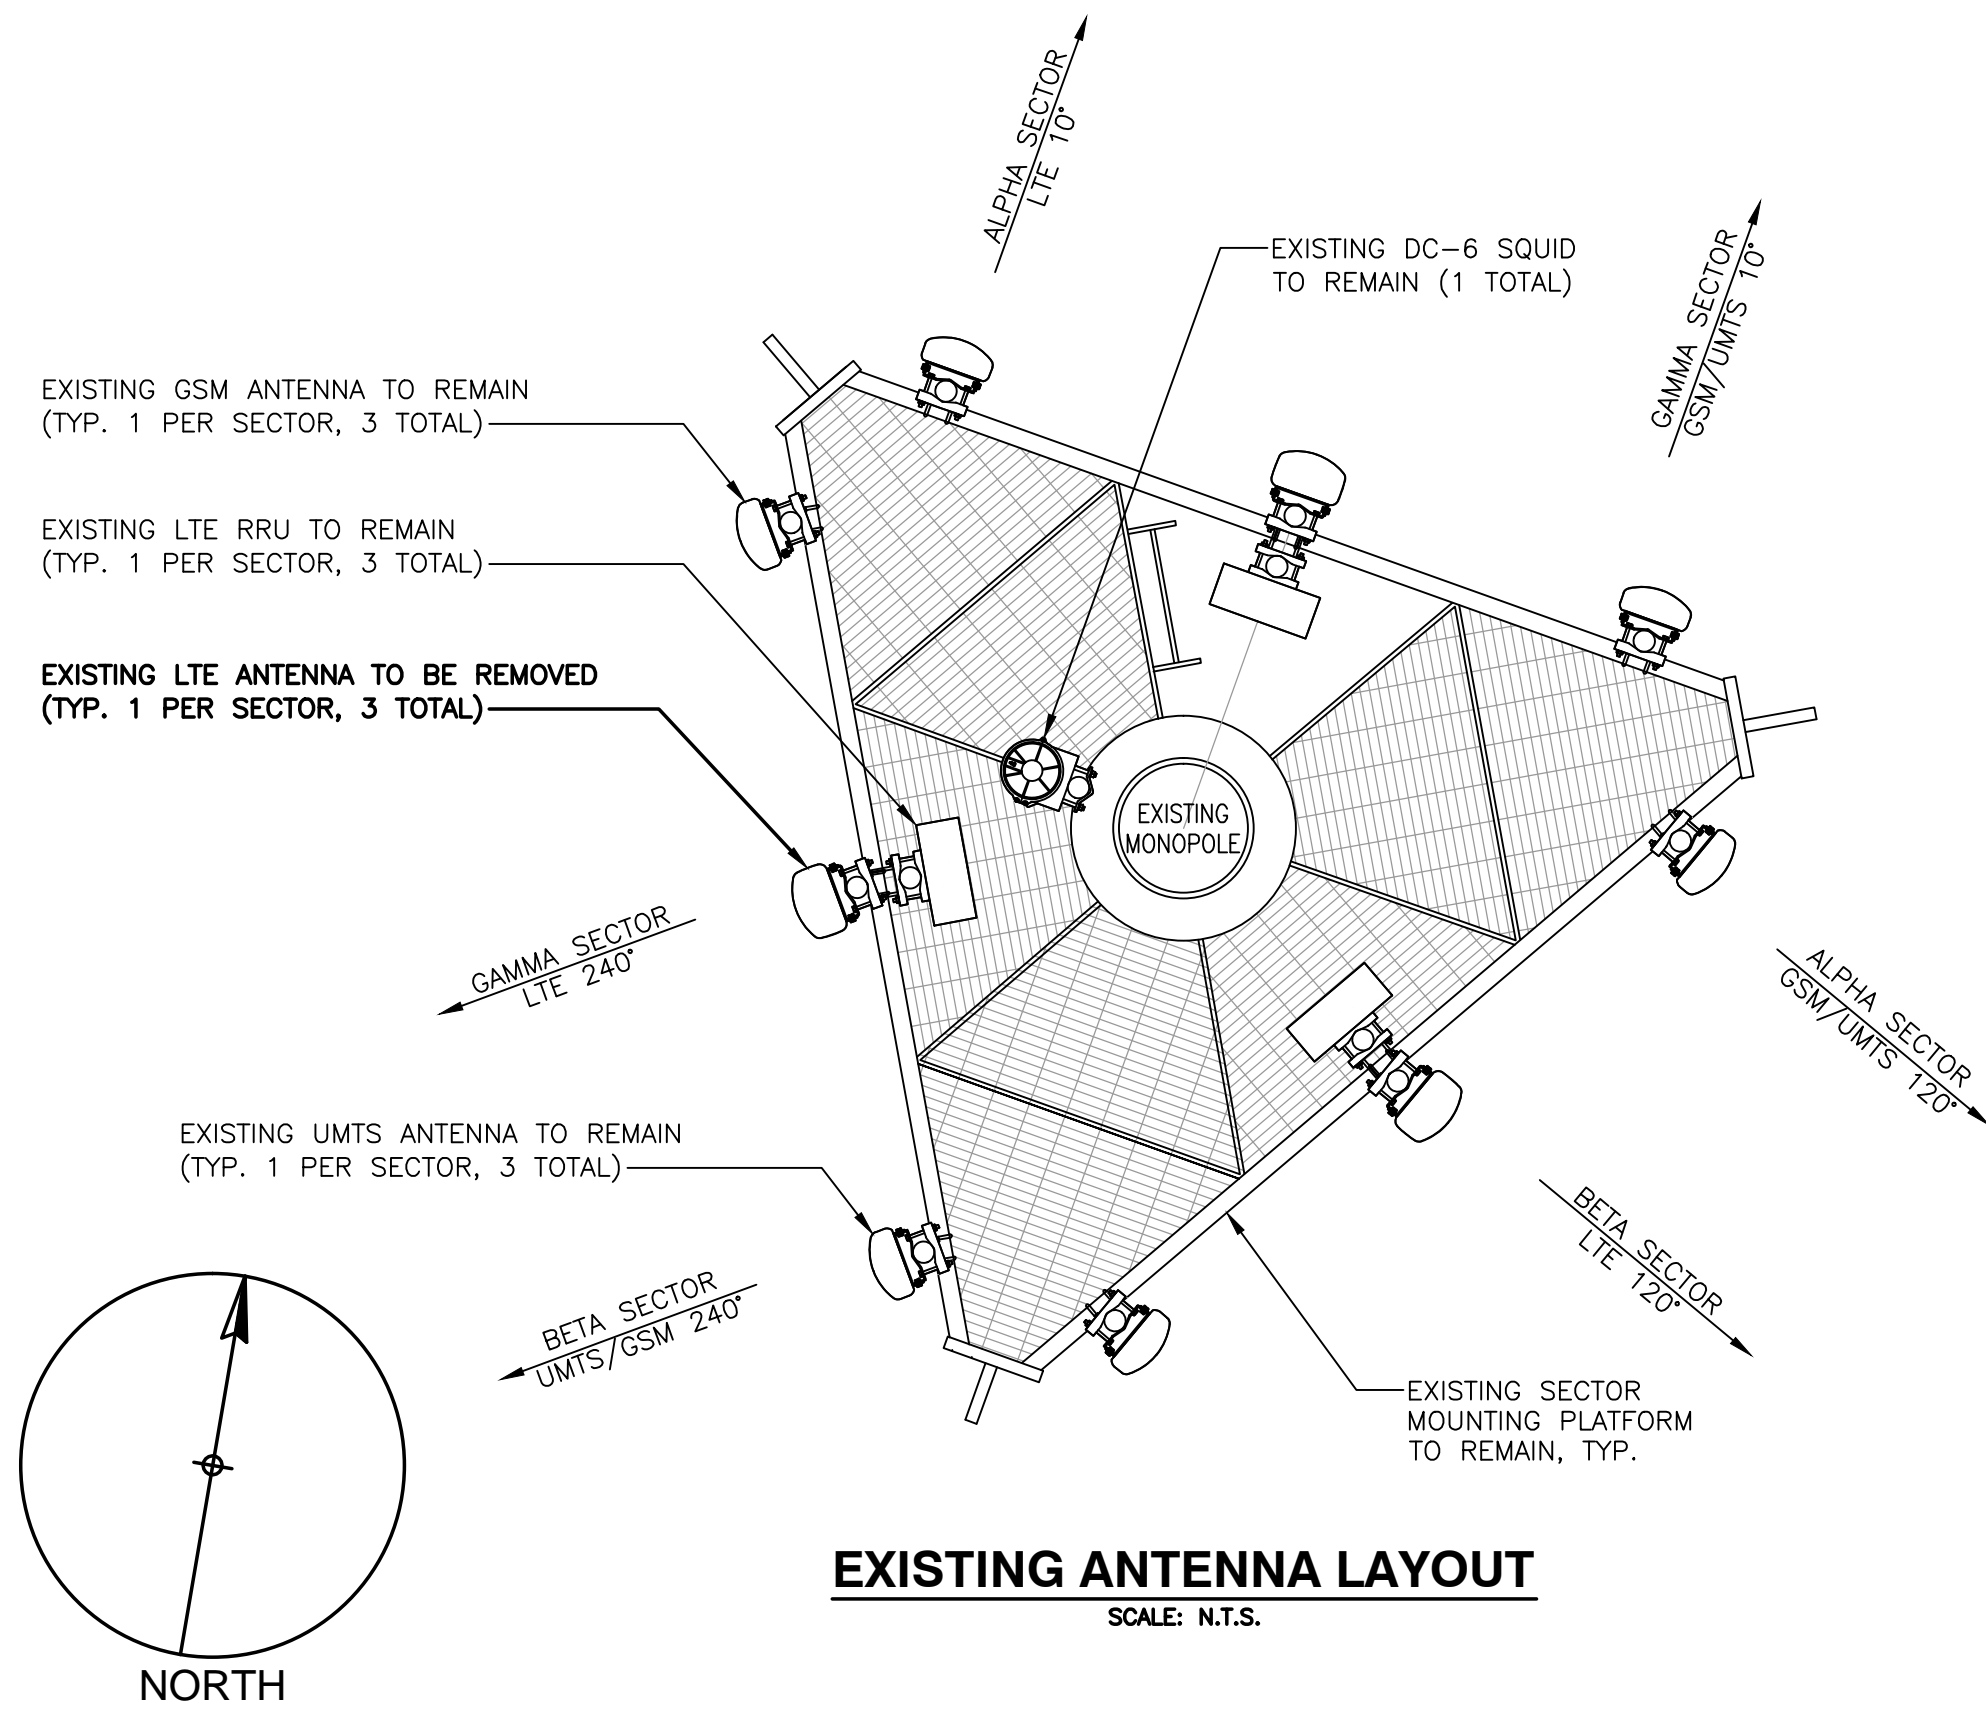 ALPHA SECTOR
LTE 10°
GAMMA SECTOR
GSM/UMTS 10°
EXISTING DC-6 SQUID
TO REMAIN (1 TOTAL)
EXISTING GSM ANTENNA TO REMAIN
(TYP. 1 PER SECTOR, 3 TOTAL)
EXISTING LTE RRU TO REMAIN
(TYP. 1 PER SECTOR, 3 TOTAL)
EXISTING LTE ANTENNA TO BE REMOVED
(TYP. 1 PER SECTOR, 3 TOTAL)
EXISTING
MONOPOLE
GAMMA SECTOR
LTE 240°
ALPHA SECTOR
GSM/UMTS 120°
EXISTING UMTS ANTENNA TO REMAIN
(TYP. 1 PER SECTOR, 3 TOTAL)
BETA SECTOR
LTE 120°
BETA SECTOR
UMTS/GSM 240°
EXISTING SECTOR
MOUNTING PLATFORM
TO REMAIN, TYP.
EXISTING ANTENNA LAYOUT
SCALE: N.T.S.
NORTH